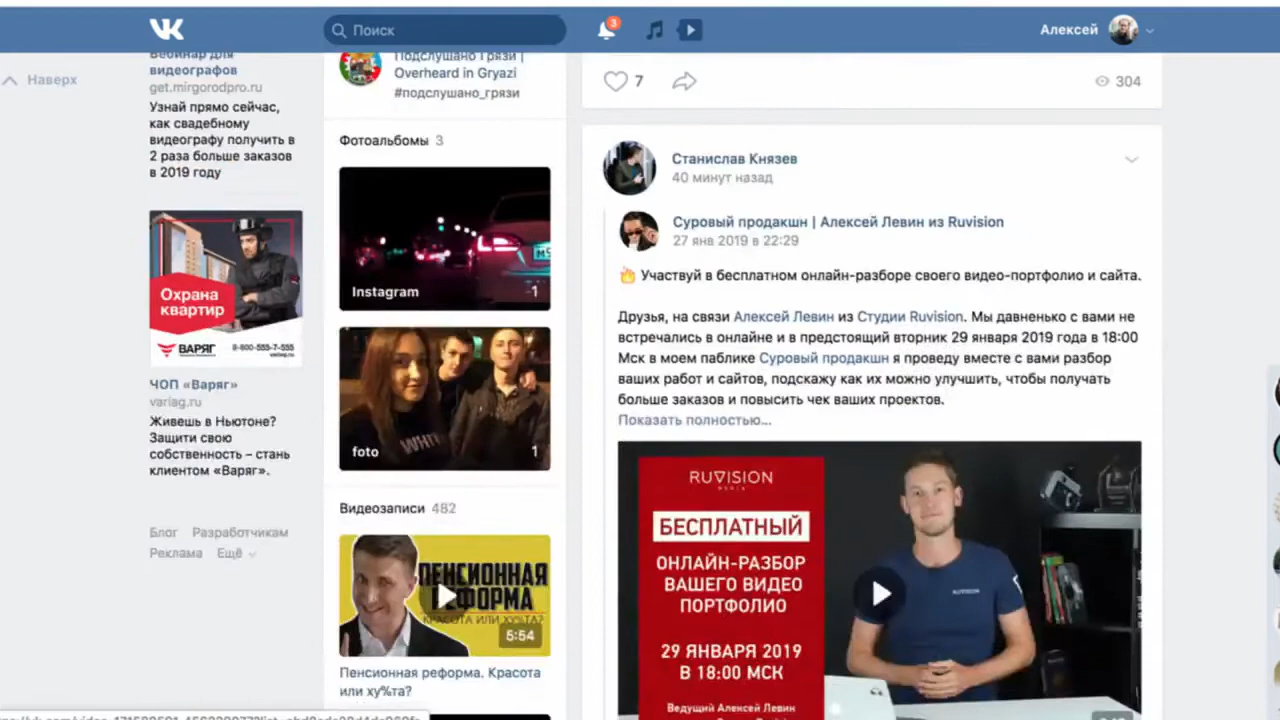 VK
Поиск
3
Алексей
Наверх
Вебинар для
видеографов
get.mirgorodpro.ru
Узнай прямо сейчас,
как свадебному
видеографу получить в
2 раза больше заказов
в 2019 году
Охрана
квартир
ВАРЯГ
8-800-555-7-555
variag.ru
ЧОП «Варяг»
variag.ru
Живешь в Ньютоне?
Защити свою
собственность – стань
клиентом «Варяг».
Блог Разработчикам
Реклама Ещё
Подслушано Грязи |
Overheard in Gryazi
#подслушано_грязи
Фотоальбомы 3
Instagram 1
WHIT
foto 1
Видеозаписи 482
ПЕНСИОННАЯ
РЕФОРМА
КРАСОТА ИЛИ ХУ%ТА?
5:54
Пенсионная реформа. Красота
или ху%та?
7
304
Станислав Князев
40 минут назад
Суровый продакшн | Алексей Левин из Ruvision
27 янв 2019 в 22:29
🔥 Участвуй в бесплатном онлайн-разборе своего видео-портфолио и сайта.
Друзья, на связи Алексей Левин из Студии Ruvision. Мы давненько с вами не
встречались в онлайне и в предстоящий вторник 29 января 2019 года в 18:00
Мск в моем паблике Суровый продакшн я проведу вместе с вами разбор
ваших работ и сайтов, подскажу как их можно улучшить, чтобы получать
больше заказов и повысить чек ваших проектов.
Показать полностью...
RUVISION
MEDIA
БЕСПЛАТНЫЙ
ОНЛАЙН-РАЗБОР
ВАШЕГО ВИДЕО
ПОРТФОЛИО
29 ЯНВАРЯ 2019
В 18:00 МСК
Ведущий Алексей Левин
RUVISION